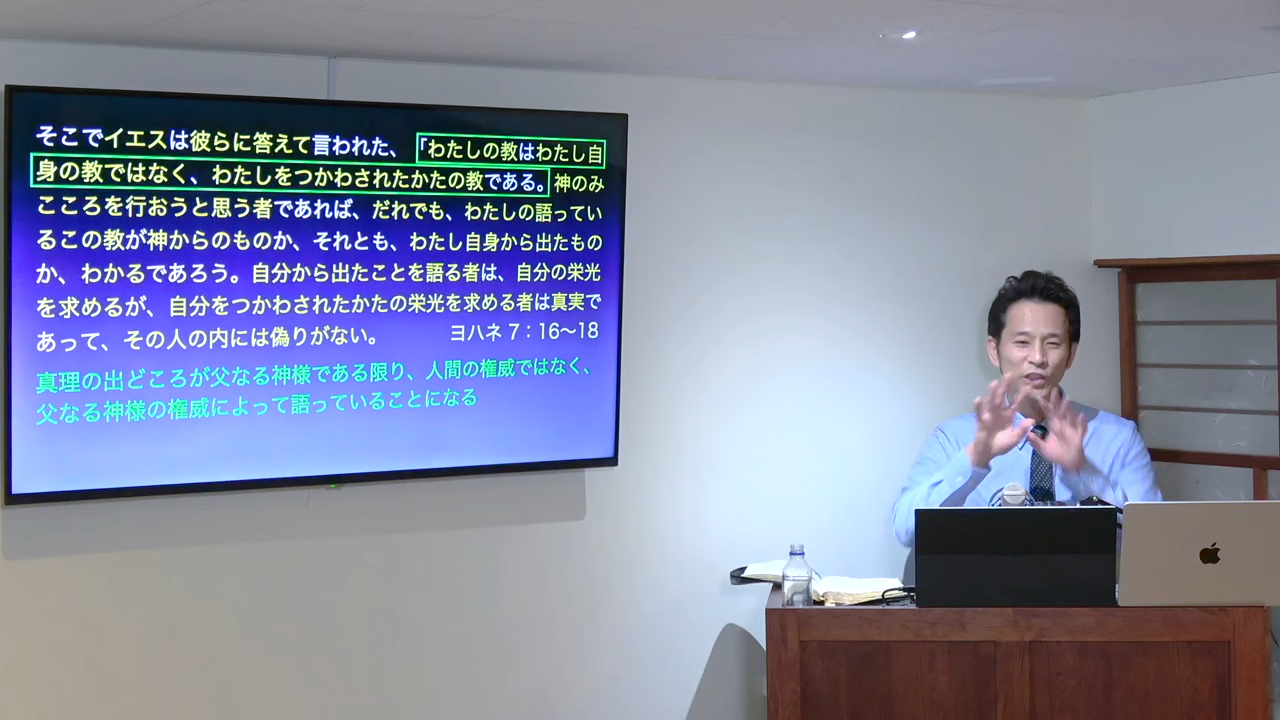 そこでイエスは彼らに答えて言われた、「わたしの教はわたし自
身の教ではなく、わたしをつかわされたかたの教である。神のみ
こころを行おうと思う者であれば、だれでも、わたしの語ってい
るこの教が神からのものか、それとも、わたし自身から出たもの
か、わかるであろう。自分から出たことを語る者は、自分の栄光
を求めるが、自分をつかわされたかたの栄光を求める者は真実で
あって、その人の内には偽りがない。 ヨハネ 7：16〜18
真理の出どころが父なる神様である限り、人間の権威ではなく、
父なる神様の権威によって語っていることになる